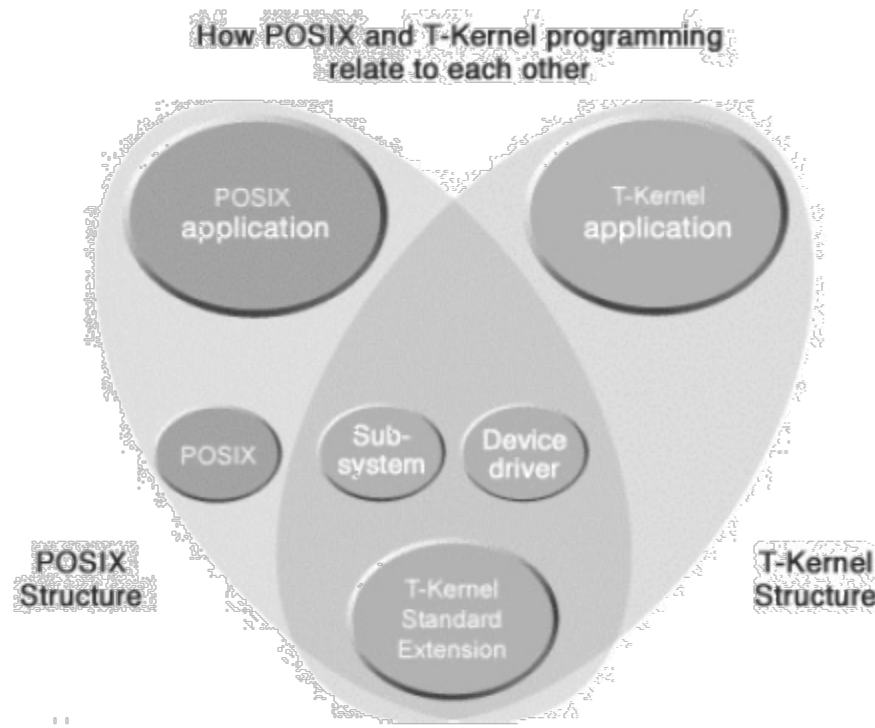 How POSIX and T-Kernel programming
relate to each other
POSIX
application
T-Kernel
application
POSIX
Sub-
system
Device
driver
POSIX
Structure
T-Kernel
Standard
Extension
T-Kernel
Structure